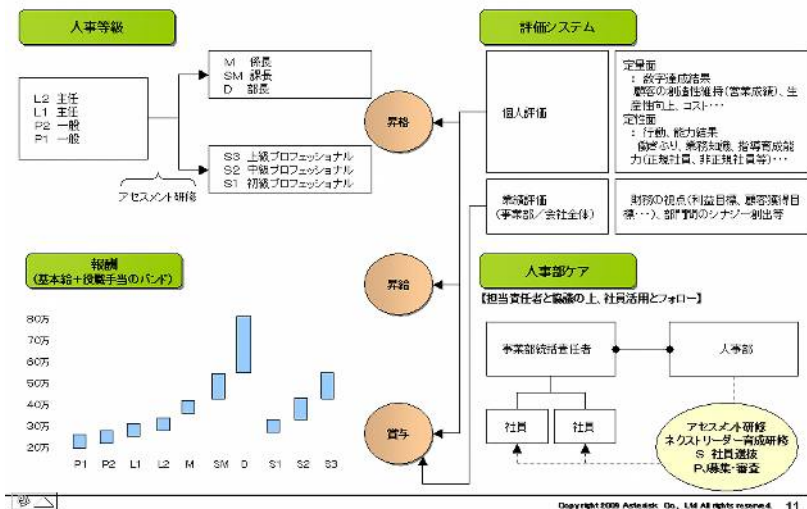 人事等級
M 係長
SM 課長
D 部長
L2 主任
L1 主任
P2 一般
P1 一般
S3 上級プロフェッショナル
S2 中級プロフェッショナル
S1 初級プロフェッショナル
アセスメント研修
昇格
評価システム
個人評価
定量面
: 数字達成結果
顧客の創造性維持(営業成績)、生
産性向上、コスト・・・
定性面
: 行動、能力結果
働きぶり、業務知識、指導育成能
力(正規社員、非正規社員等)・・・
業績評価
(事業部/会社全体)
財務の視点(利益目標、顧客獲得目
標・・・)、部門間のシナジー創出等
報酬
(基本給+役職手当のバンド)
80万
70万
60万
50万
40万
30万
20万
P1 P2 L1 L2 M SM D S1 S2 S3
昇給
賞与
人事部ケア
【担当責任者と協議の上、社員活用とフォロー】
事業部統括責任者
人事部
社員
社員
アセスメント研修
ネクストリーダー育成研修
S 社員選抜
PJ募集・審査
Copyright 2009 Asterisk Co., Ltd All rights reserved. 11